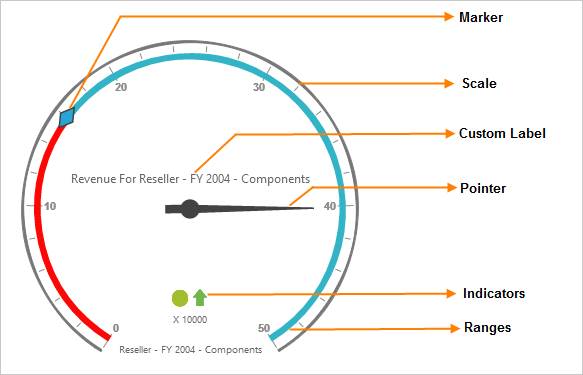 Marker
Scale
20
30
Custom Label
Revenue For Reseller - FY 2004 - Components
Pointer
10
40
Indicators
X 10000
0
50
Ranges
Reseller - FY 2004 - Components